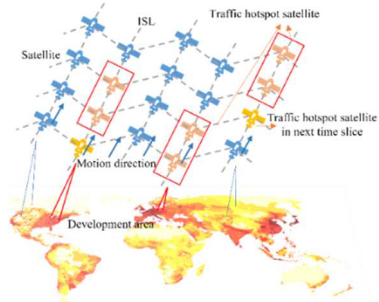 Traffic hotspot satellite
ISL
Satellite
Traffic hotspot satellite
in next time slice
Motion direction
Development area